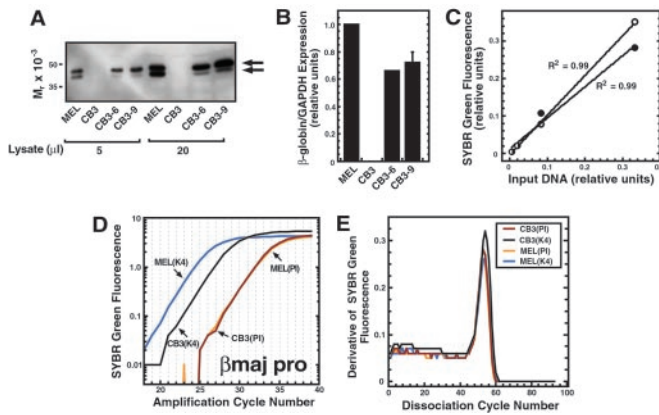 A
Mr x 10-3
50
35
MEL
CB3
CB3-6
CB3-9
MEL
CB3
CB3-6
CB3-9
Lysate (µl)
5
20
B
β-globin/GAPDH Expression
(relative units)
1.0
0.8
0.6
0.4
0.2
0.0
MEL
CB3
CB3-6
CB3-9
C
SYBR Green Fluorescence
(relative units)
0.3
0.2
0.1
0
R2 = 0.99
R2 = 0.99
0
0.1
0.2
0.3
0.4
Input DNA (relative units)
D
SYBR Green Fluorescence
10
1.0
0.1
0.01
MEL(K4)
MEL(PI)
CB3(K4)
CB3(PI)
βmaj pro
20
25
30
35
40
Amplification Cycle Number
E
Derivative of SYBR Green
Fluorescence
0.3
0.2
0.1
0
CB3(PI)
CB3(K4)
MEL(PI)
MEL(K4)
0
20
40
60
80
100
Dissociation Cycle Number